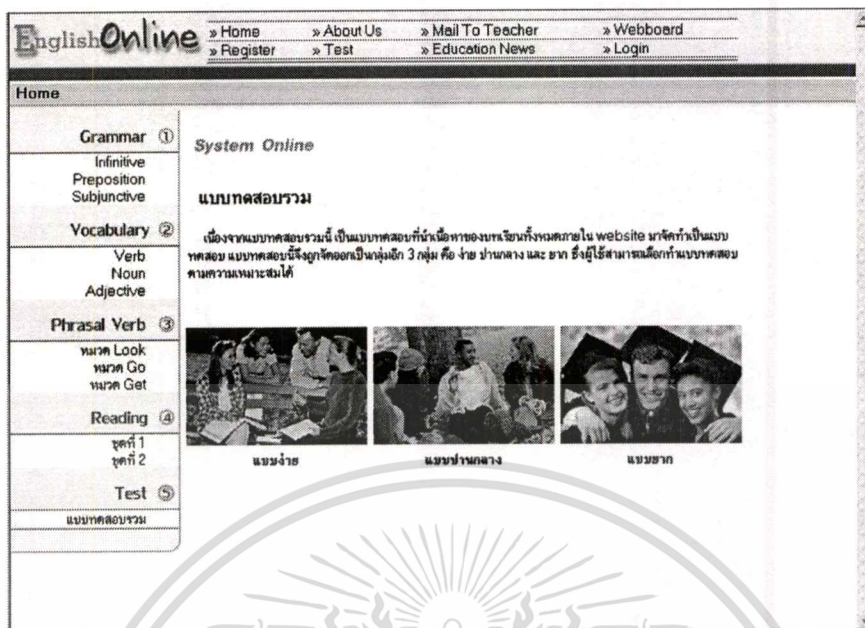 EnglishOnline
» Home » About Us » Mail To Teacher » Webboard
» Register » Test » Education News » Login
Home
Grammar ①
Infinitive
Preposition
Subjunctive
Vocabulary ②
Verb
Noun
Adjective
Phrasal Verb ③
หมวด Look
หมวด Go
หมวด Get
Reading ④
ชุดที่ 1
ชุดที่ 2
Test ⑤
แบบทดสอบรวม
System Online
แบบทดสอบรวม
เนื่องจากแบบทดสอบรวมนี้ เป็นแบบทดสอบที่นำเนื้อหาของบทเรียนทั้งหมดภายใน website มาจัดทำเป็นแบบ
ทดสอบ แบบทดสอบนี้จึงถูกจัดออกเป็นกลุ่มอีก 3 กลุ่ม คือ ง่าย ปานกลาง และ ยาก ซึ่งผู้ใช้สามารถเลือกทำแบบทดสอบ
ตามความเหมาะสมได้
แบบง่าย แบบปานกลาง แบบยาก